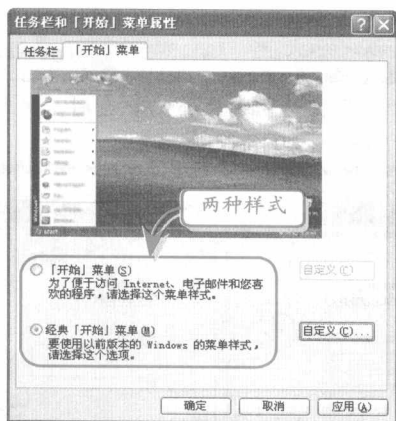 任务栏和「开始」菜单属性
任务栏 「开始」菜单
两种样式
start
「开始」菜单(S)
为了便于访问 Internet、电子邮件和您喜
欢的程序，请选择这个菜单样式。
自定义(C)
经典「开始」菜单(M)
要使用以前版本的 Windows 的菜单样式，
请选择这个选项。
自定义(C)...
确定 取消 应用(A)